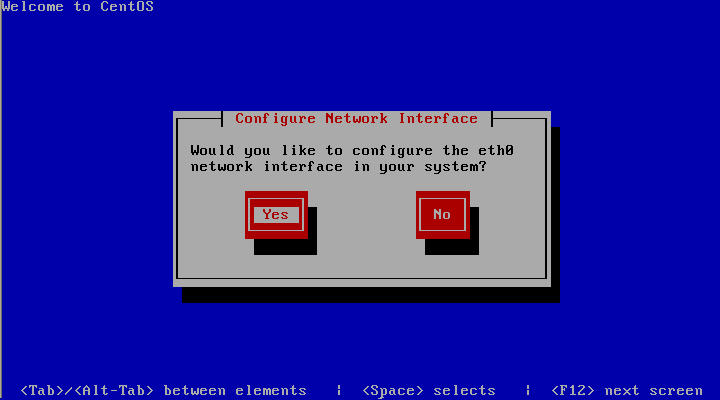 Welcome to CentOS
Configure Network Interface
Would you like to configure the eth0
network interface in your system?
Yes No
<Tab>/<Alt-Tab> between elements | <Space> selects | <F12> next screen